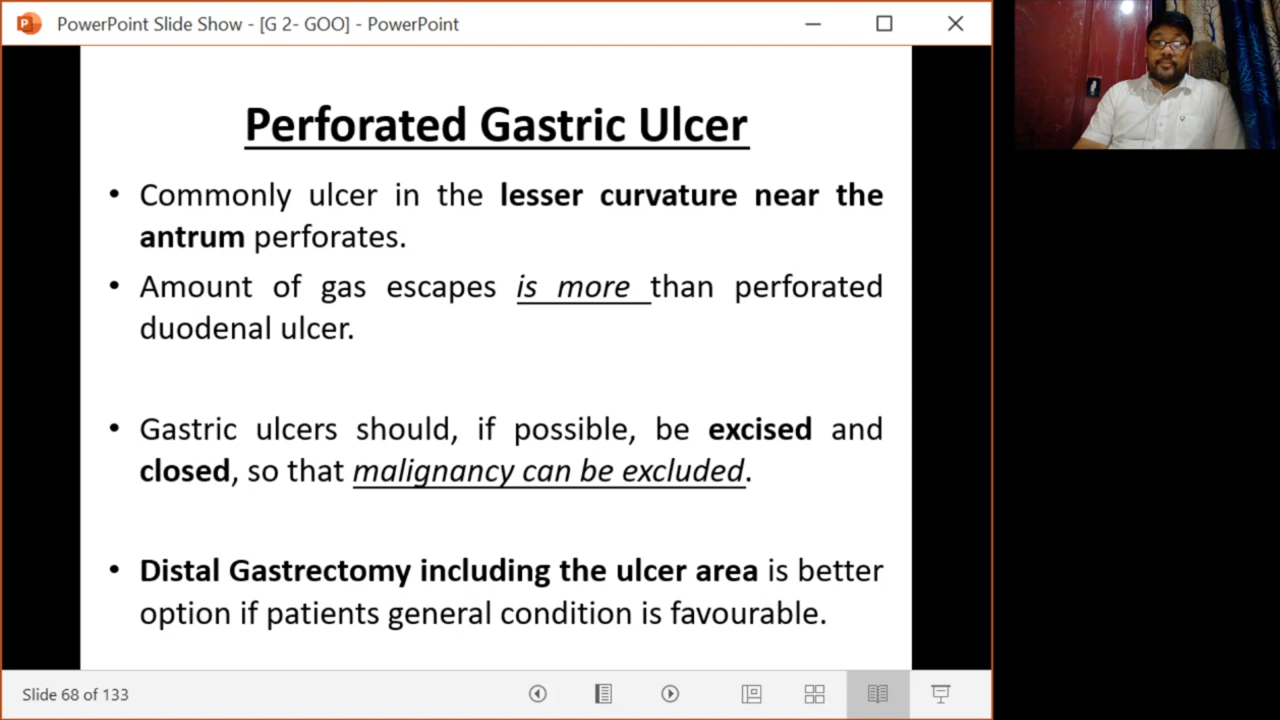 PowerPoint Slide Show - [G 2- GOO] - PowerPoint
Perforated Gastric Ulcer
• Commonly ulcer in the lesser curvature near the
antrum perforates.
• Amount of gas escapes is more than perforated
duodenal ulcer.
• Gastric ulcers should, if possible, be excised and
closed, so that malignancy can be excluded.
• Distal Gastrectomy including the ulcer area is better
option if patients general condition is favourable.
Slide 68 of 133